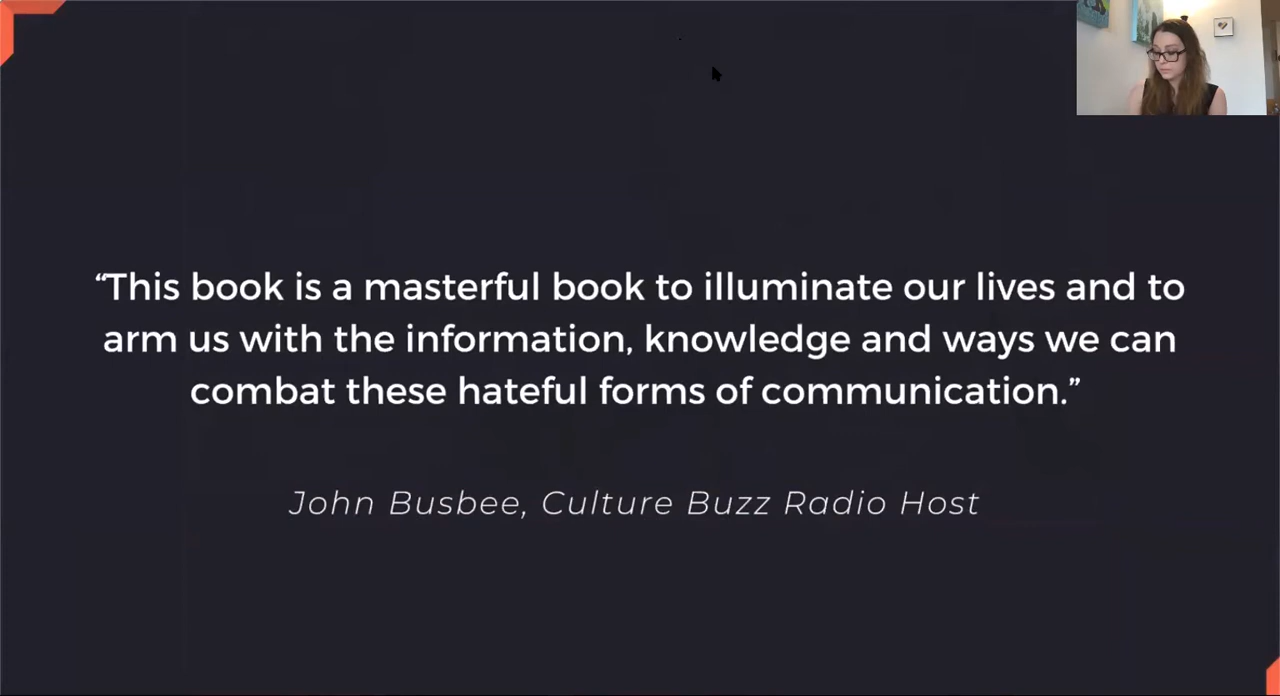 “This book is a masterful book to illuminate our lives and to
arm us with the information, knowledge and ways we can
combat these hateful forms of communication.”
John Busbee, Culture Buzz Radio Host